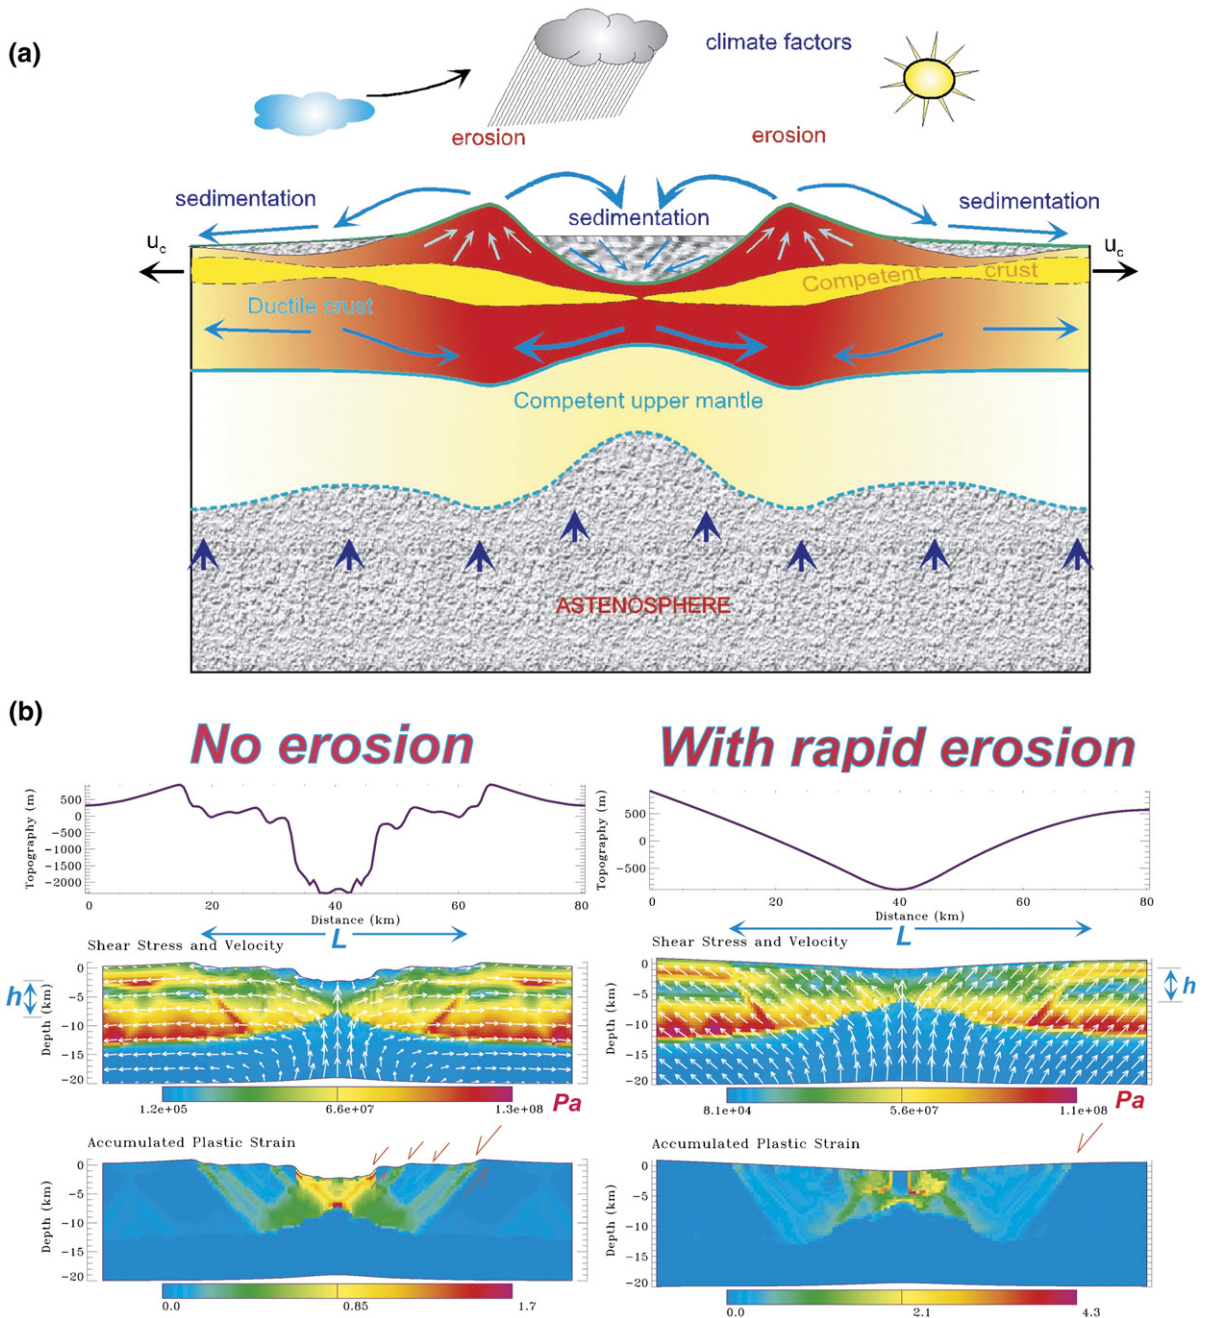 (a)
climate factors
erosion
erosion
sedimentation
sedimentation
sedimentation
u_c
u_c
Competent crust
Ductile crust
Competent upper mantle
ASTENOSPHERE
(b)
No erosion
With rapid erosion
Topography (m)
500
0
−500
−1000
−1500
−2000
0 20 40 60 80
Distance (km)
Topography (m)
500
0
−500
0 20 40 60 80
Distance (km)
L
Shear Stress and Velocity
h
Depth (km)
0
−5
−10
−15
−20
1.2e+05 6.6e+07 1.3e+08 Pa
L
Shear Stress and Velocity
h
Depth (km)
0
−5
−10
−15
−20
8.1e+04 5.6e+07 1.1e+08 Pa
Accumulated Plastic Strain
Depth (km)
0
−5
−10
−15
−20
0.0 0.85 1.7
Accumulated Plastic Strain
Depth (km)
0
−5
−10
−15
−20
0.0 2.1 4.3